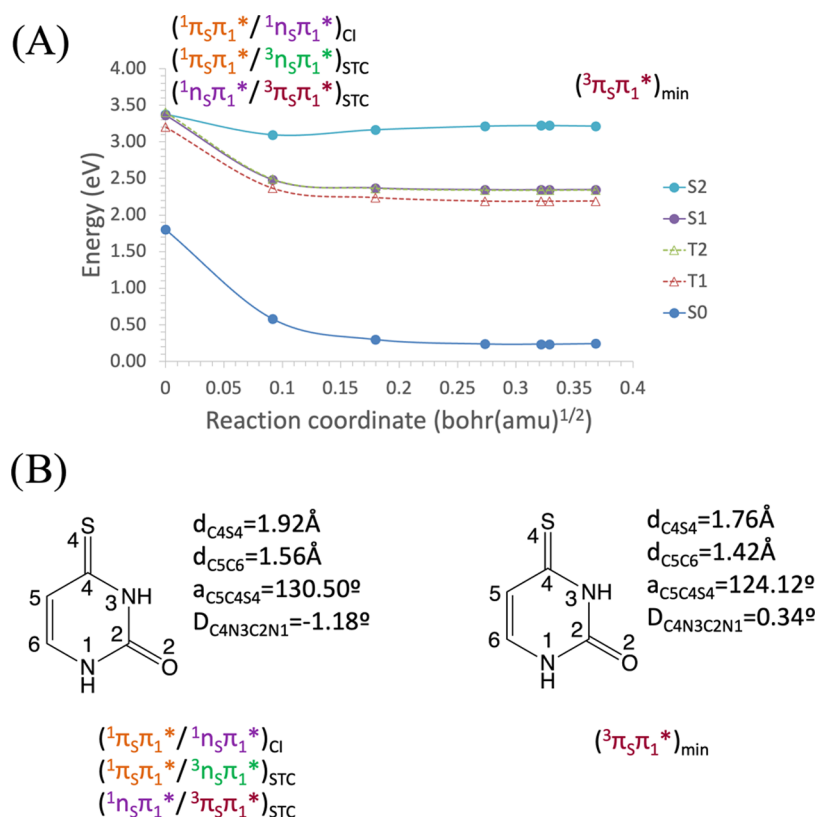 (A)
(¹πₛπ₁*/ ¹nₛπ₁*)CI
(¹πₛπ₁*/ ³nₛπ₁*)STC
(¹nₛπ₁*/ ³πₛπ₁*)STC
(³πₛπ₁*)min
4.00
3.50
3.00
2.50
2.00
1.50
1.00
0.50
0.00
Energy (eV)
0 0.05 0.1 0.15 0.2 0.25 0.3 0.35 0.4
Reaction coordinate (bohr(amu)¹/²)
S2
S1
T2
T1
S0
(B)
S
4
4
5
3
NH
6
1
2
2
N
H
O
dC4S4=1.92Å
dC5C6=1.56Å
aC5C4S4=130.50º
DC4N3C2N1=-1.18º
(¹πₛπ₁*/ ¹nₛπ₁*)CI
(¹πₛπ₁*/ ³nₛπ₁*)STC
(¹nₛπ₁*/ ³πₛπ₁*)STC
S
4
4
5
3
NH
6
1
2
2
N
H
O
dC4S4=1.76Å
dC5C6=1.42Å
aC5C4S4=124.12º
DC4N3C2N1=0.34º
(³πₛπ₁*)min